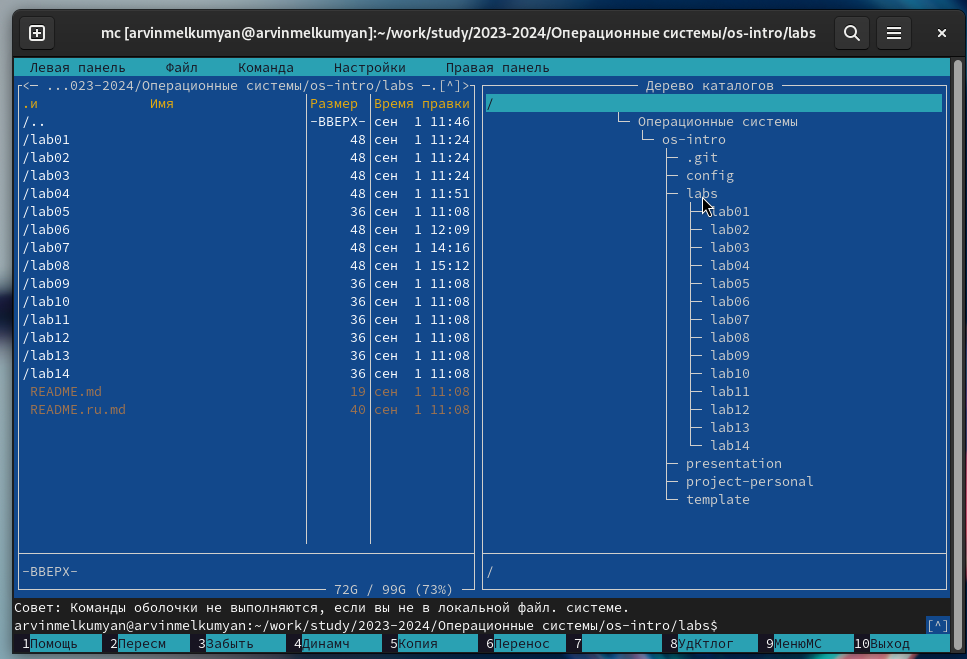 mc [arvinmelkumyan@arvinmelkumyan]:~/work/study/2023-2024/Операционные системы/os-intro/labs
Левая панель Файл Команда Настройки Правая панель
<─ ...023-2024/Операционные системы/os-intro/labs ─.[^]> Дерево каталогов
.и Имя Размер Время правки /
/.. -ВВЕРХ- сен 1 11:46 Операционные системы
/lab01 48 сен 1 11:24 os-intro
/lab02 48 сен 1 11:24 .git
/lab03 48 сен 1 11:24 config
/lab04 48 сен 1 11:51 labs
/lab05 36 сен 1 11:08 lab01
/lab06 48 сен 1 12:09 lab02
/lab07 48 сен 1 14:16 lab03
/lab08 48 сен 1 15:12 lab04
/lab09 36 сен 1 11:08 lab05
/lab10 36 сен 1 11:08 lab06
/lab11 36 сен 1 11:08 lab07
/lab12 36 сен 1 11:08 lab08
/lab13 36 сен 1 11:08 lab09
/lab14 36 сен 1 11:08 lab10
README.md 19 сен 1 11:08 lab11
README.ru.md 40 сен 1 11:08 lab12
lab13
lab14
presentation
project-personal
template
-ВВЕРХ- /
72G / 99G (73%)
Совет: Команды оболочки не выполняются, если вы не в локальной файл. системе.
arvinmelkumyan@arvinmelkumyan:~/work/study/2023-2024/Операционные системы/os-intro/labs$ [^]
1Помощь 2Пересм 3Забыть 4Динамч 5Копия 6Перенос 7 8УдКтлог 9МенюМС 10Выход